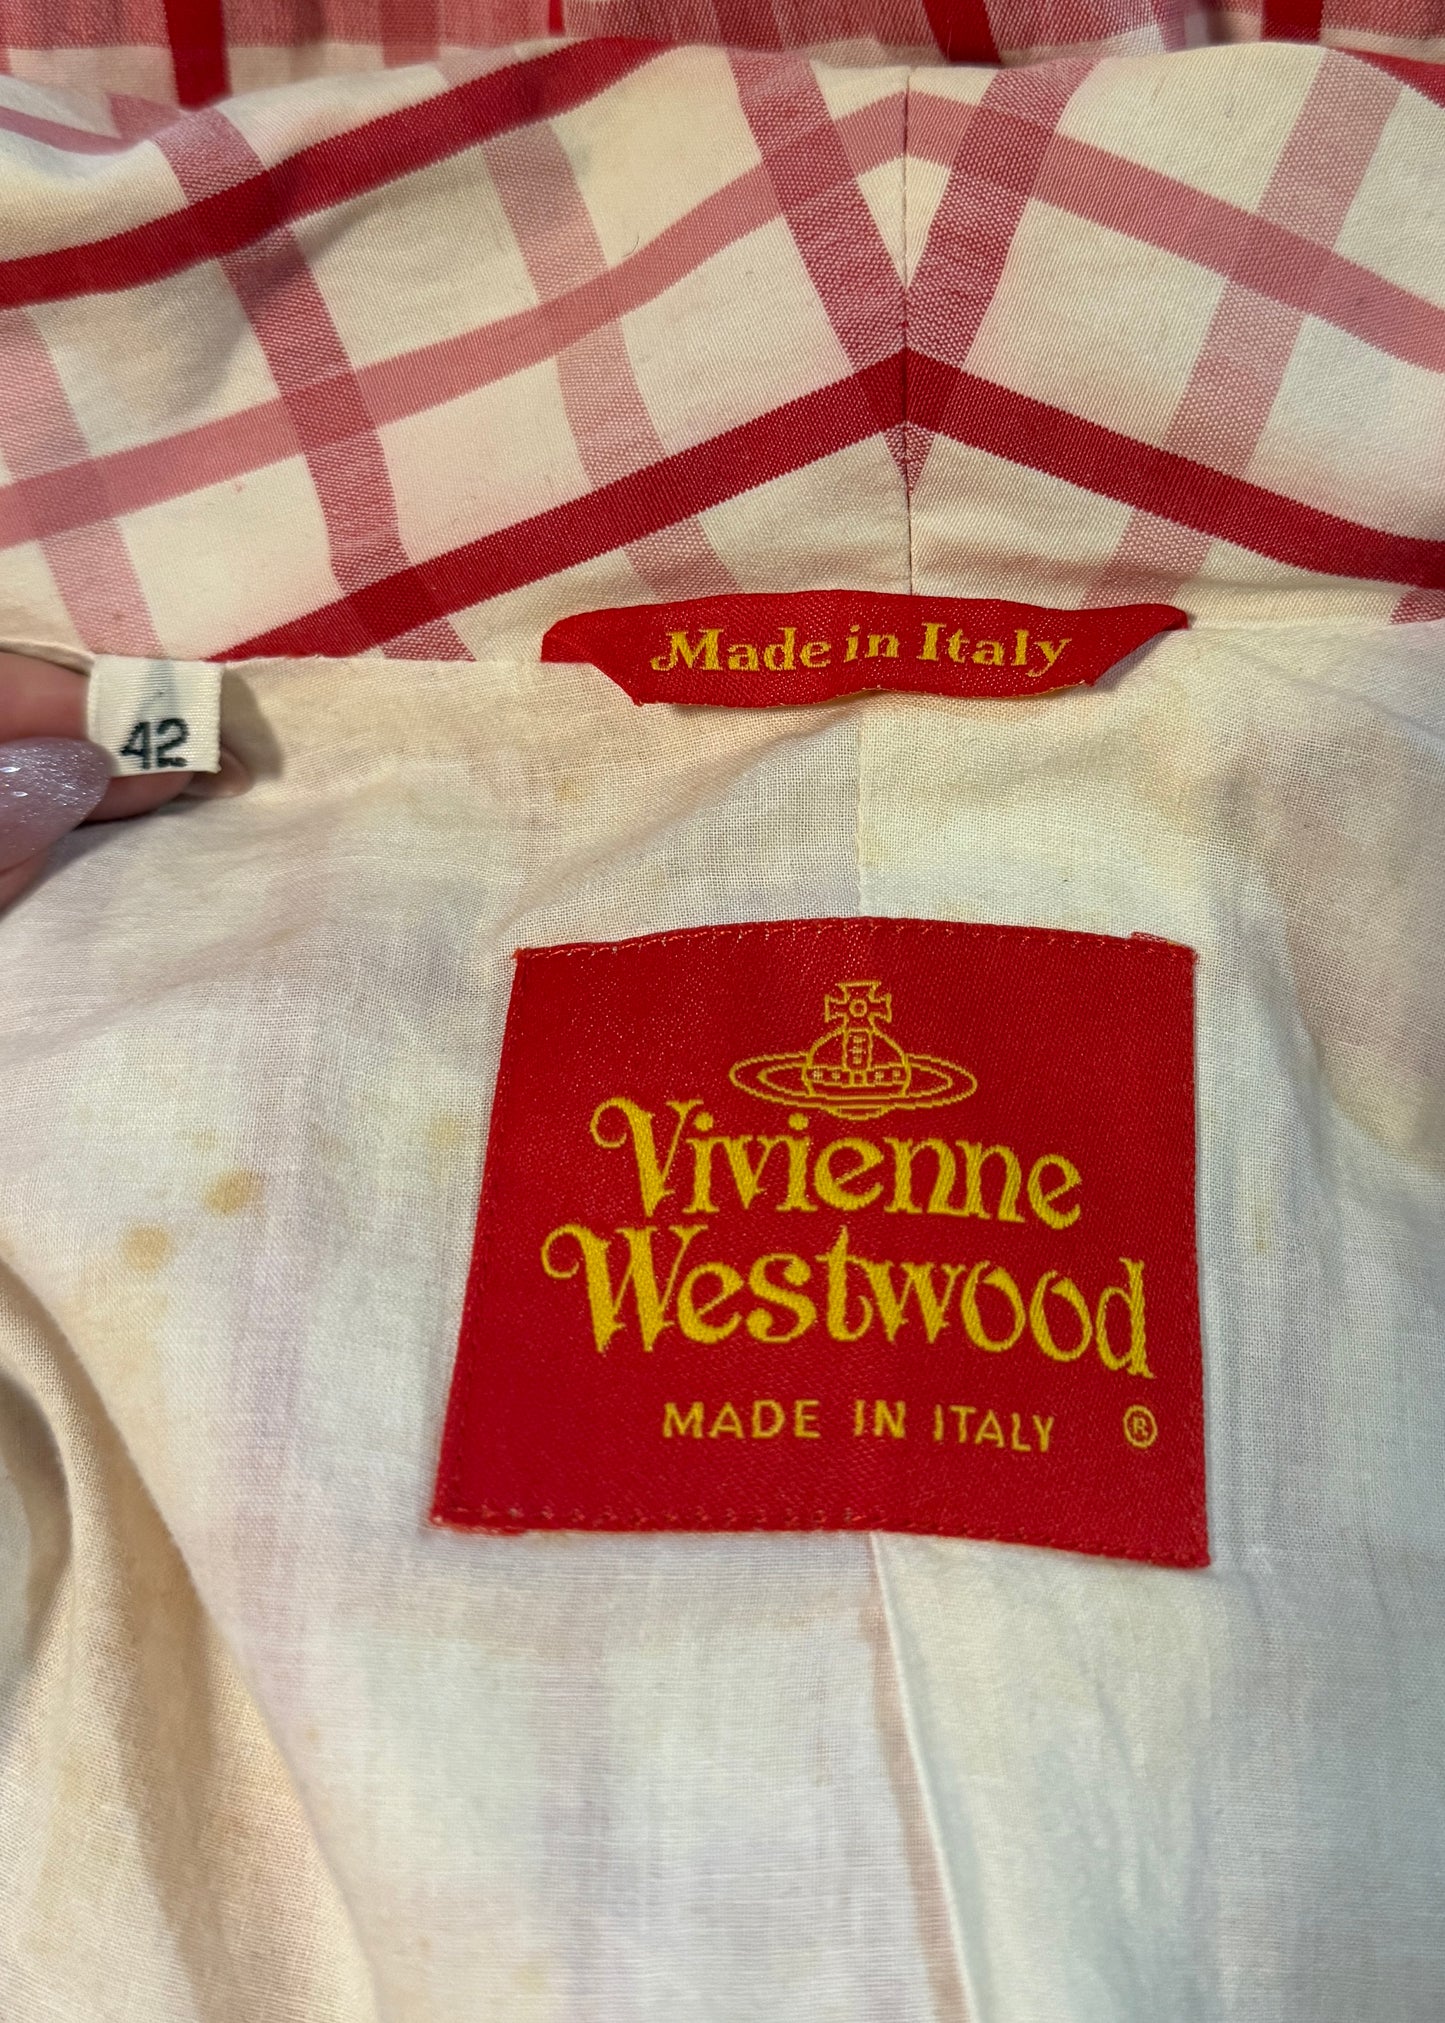 Made in Italy
42
Vivienne
Westwood
MADE IN ITALY ®